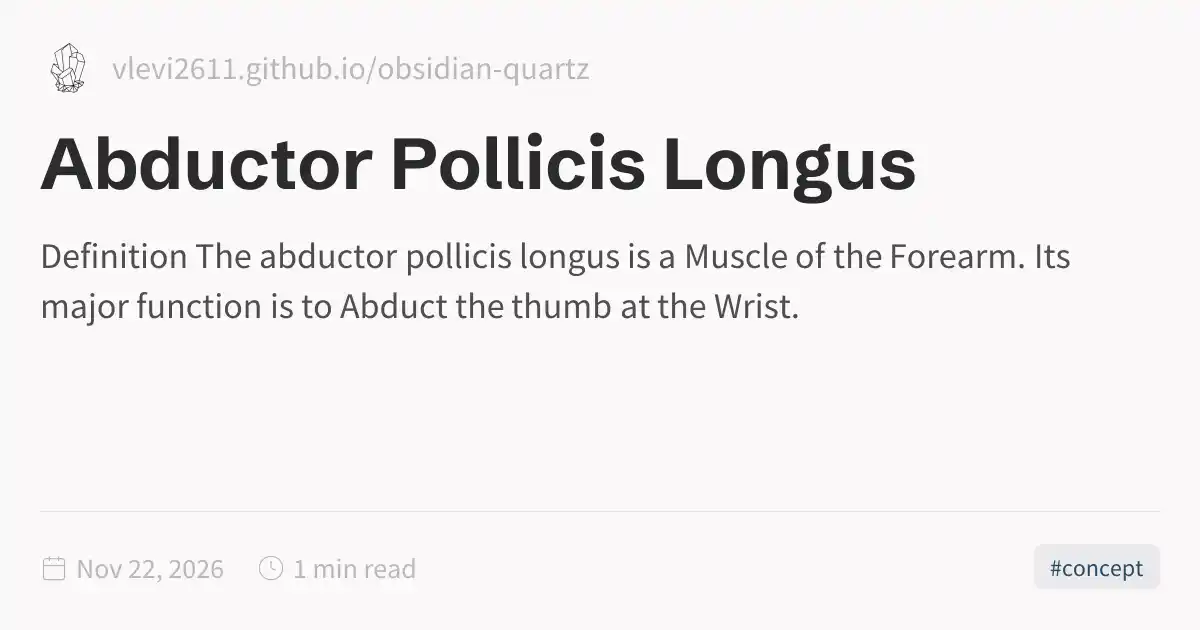 vlevi2611.github.io/obsidian-quartz
Abductor Pollicis Longus
Definition The abductor pollicis longus is a Muscle of the Forearm. Its
major function is to Abduct the thumb at the Wrist.
Nov 22, 2026 1 min read #concept